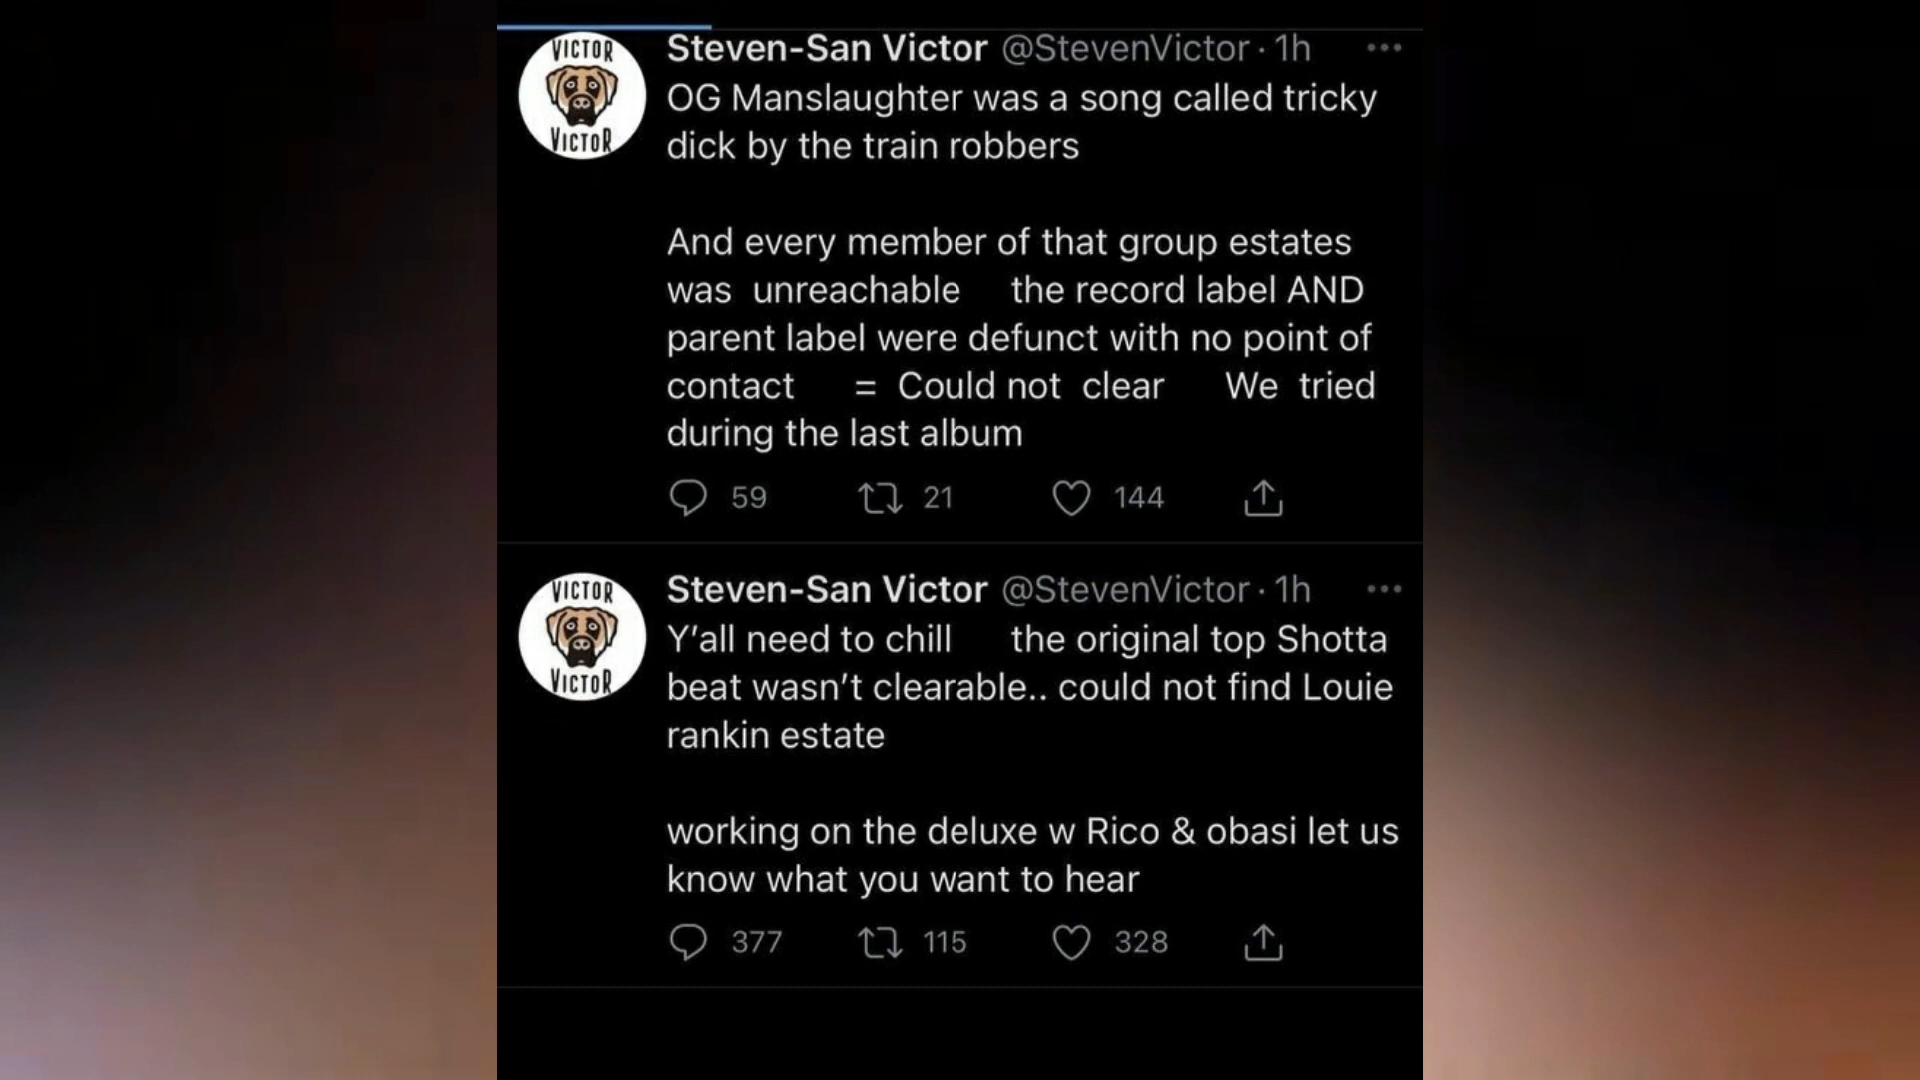 VICTOR
VICTOR
Steven-San Victor @StevenVictor · 1h
OG Manslaughter was a song called tricky
dick by the train robbers
And every member of that group estates
was unreachable the record label AND
parent label were defunct with no point of
contact = Could not clear We tried
during the last album
59 21 144
VICTOR
VICTOR
Steven-San Victor @StevenVictor · 1h
Y'all need to chill the original top Shotta
beat wasn't clearable.. could not find Louie
rankin estate
working on the deluxe w Rico & obasi let us
know what you want to hear
377 115 328